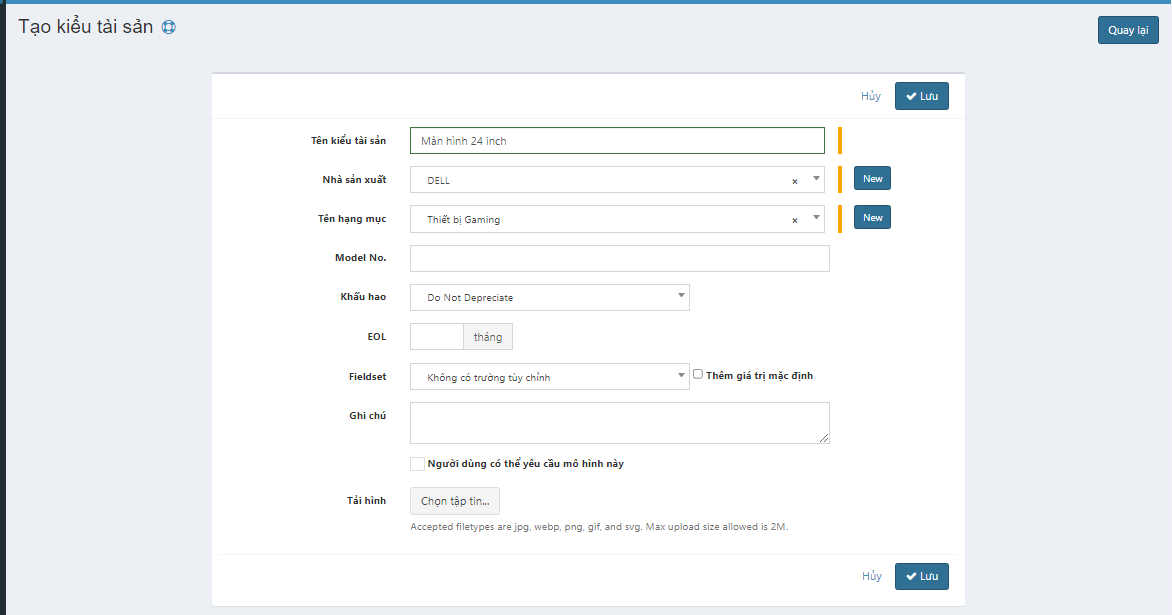 Tạo kiểu tài sản
Quay lại
Hủy
Lưu
Tên kiểu tài sản
Màn hình 24 inch
Nhà sản xuất
DELL
×
New
Tên hạng mục
Thiết bị Gaming
×
New
Model No.
Khấu hao
Do Not Depreciate
EOL
tháng
Fieldset
Không có trường tùy chỉnh
Thêm giá trị mặc định
Ghi chú
Người dùng có thể yêu cầu mô hình này
Tải hình
Chọn tập tin...
Accepted filetypes are jpg, webp, png, gif, and svg. Max upload size allowed is 2M.
Hủy
Lưu